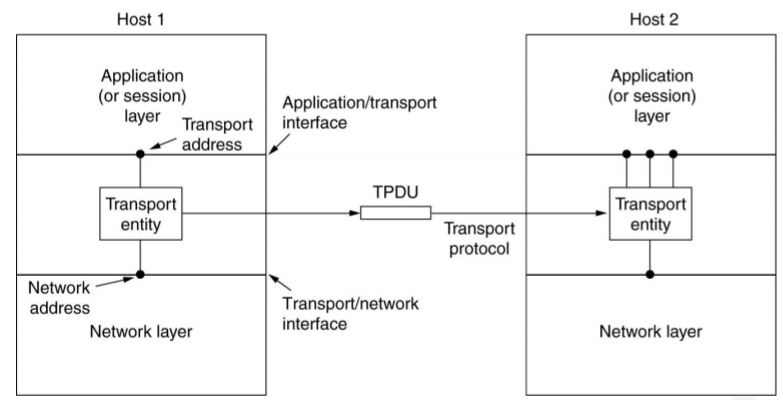 Host 1
Host 2
Application
(or session)
layer
Transport
address
Application/transport
interface
Application
(or session)
layer
Transport
entity
TPDU
Transport
protocol
Transport
entity
Network
address
Network layer
Transport/network
interface
Network layer